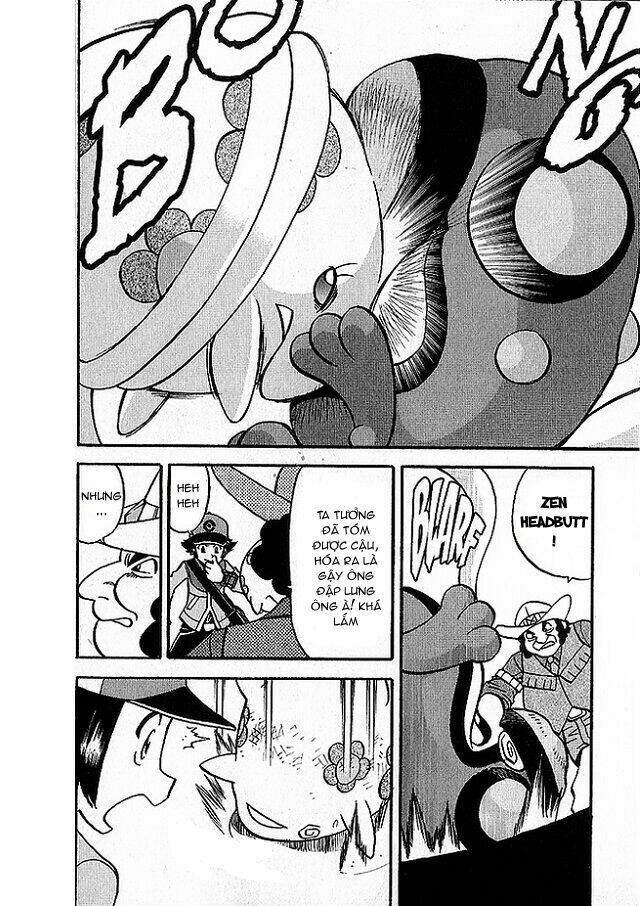 BONG
BWARF
ZEN
HEADBUTT
!
TA TƯỞNG
ĐÃ TÓM
ĐƯỢC CẬU,
HÓA RA LÀ
GẬY ÔNG
ĐẬP LƯNG
ÔNG À! KHÁ
LẮM
HEH
HEH
NHƯNG
...